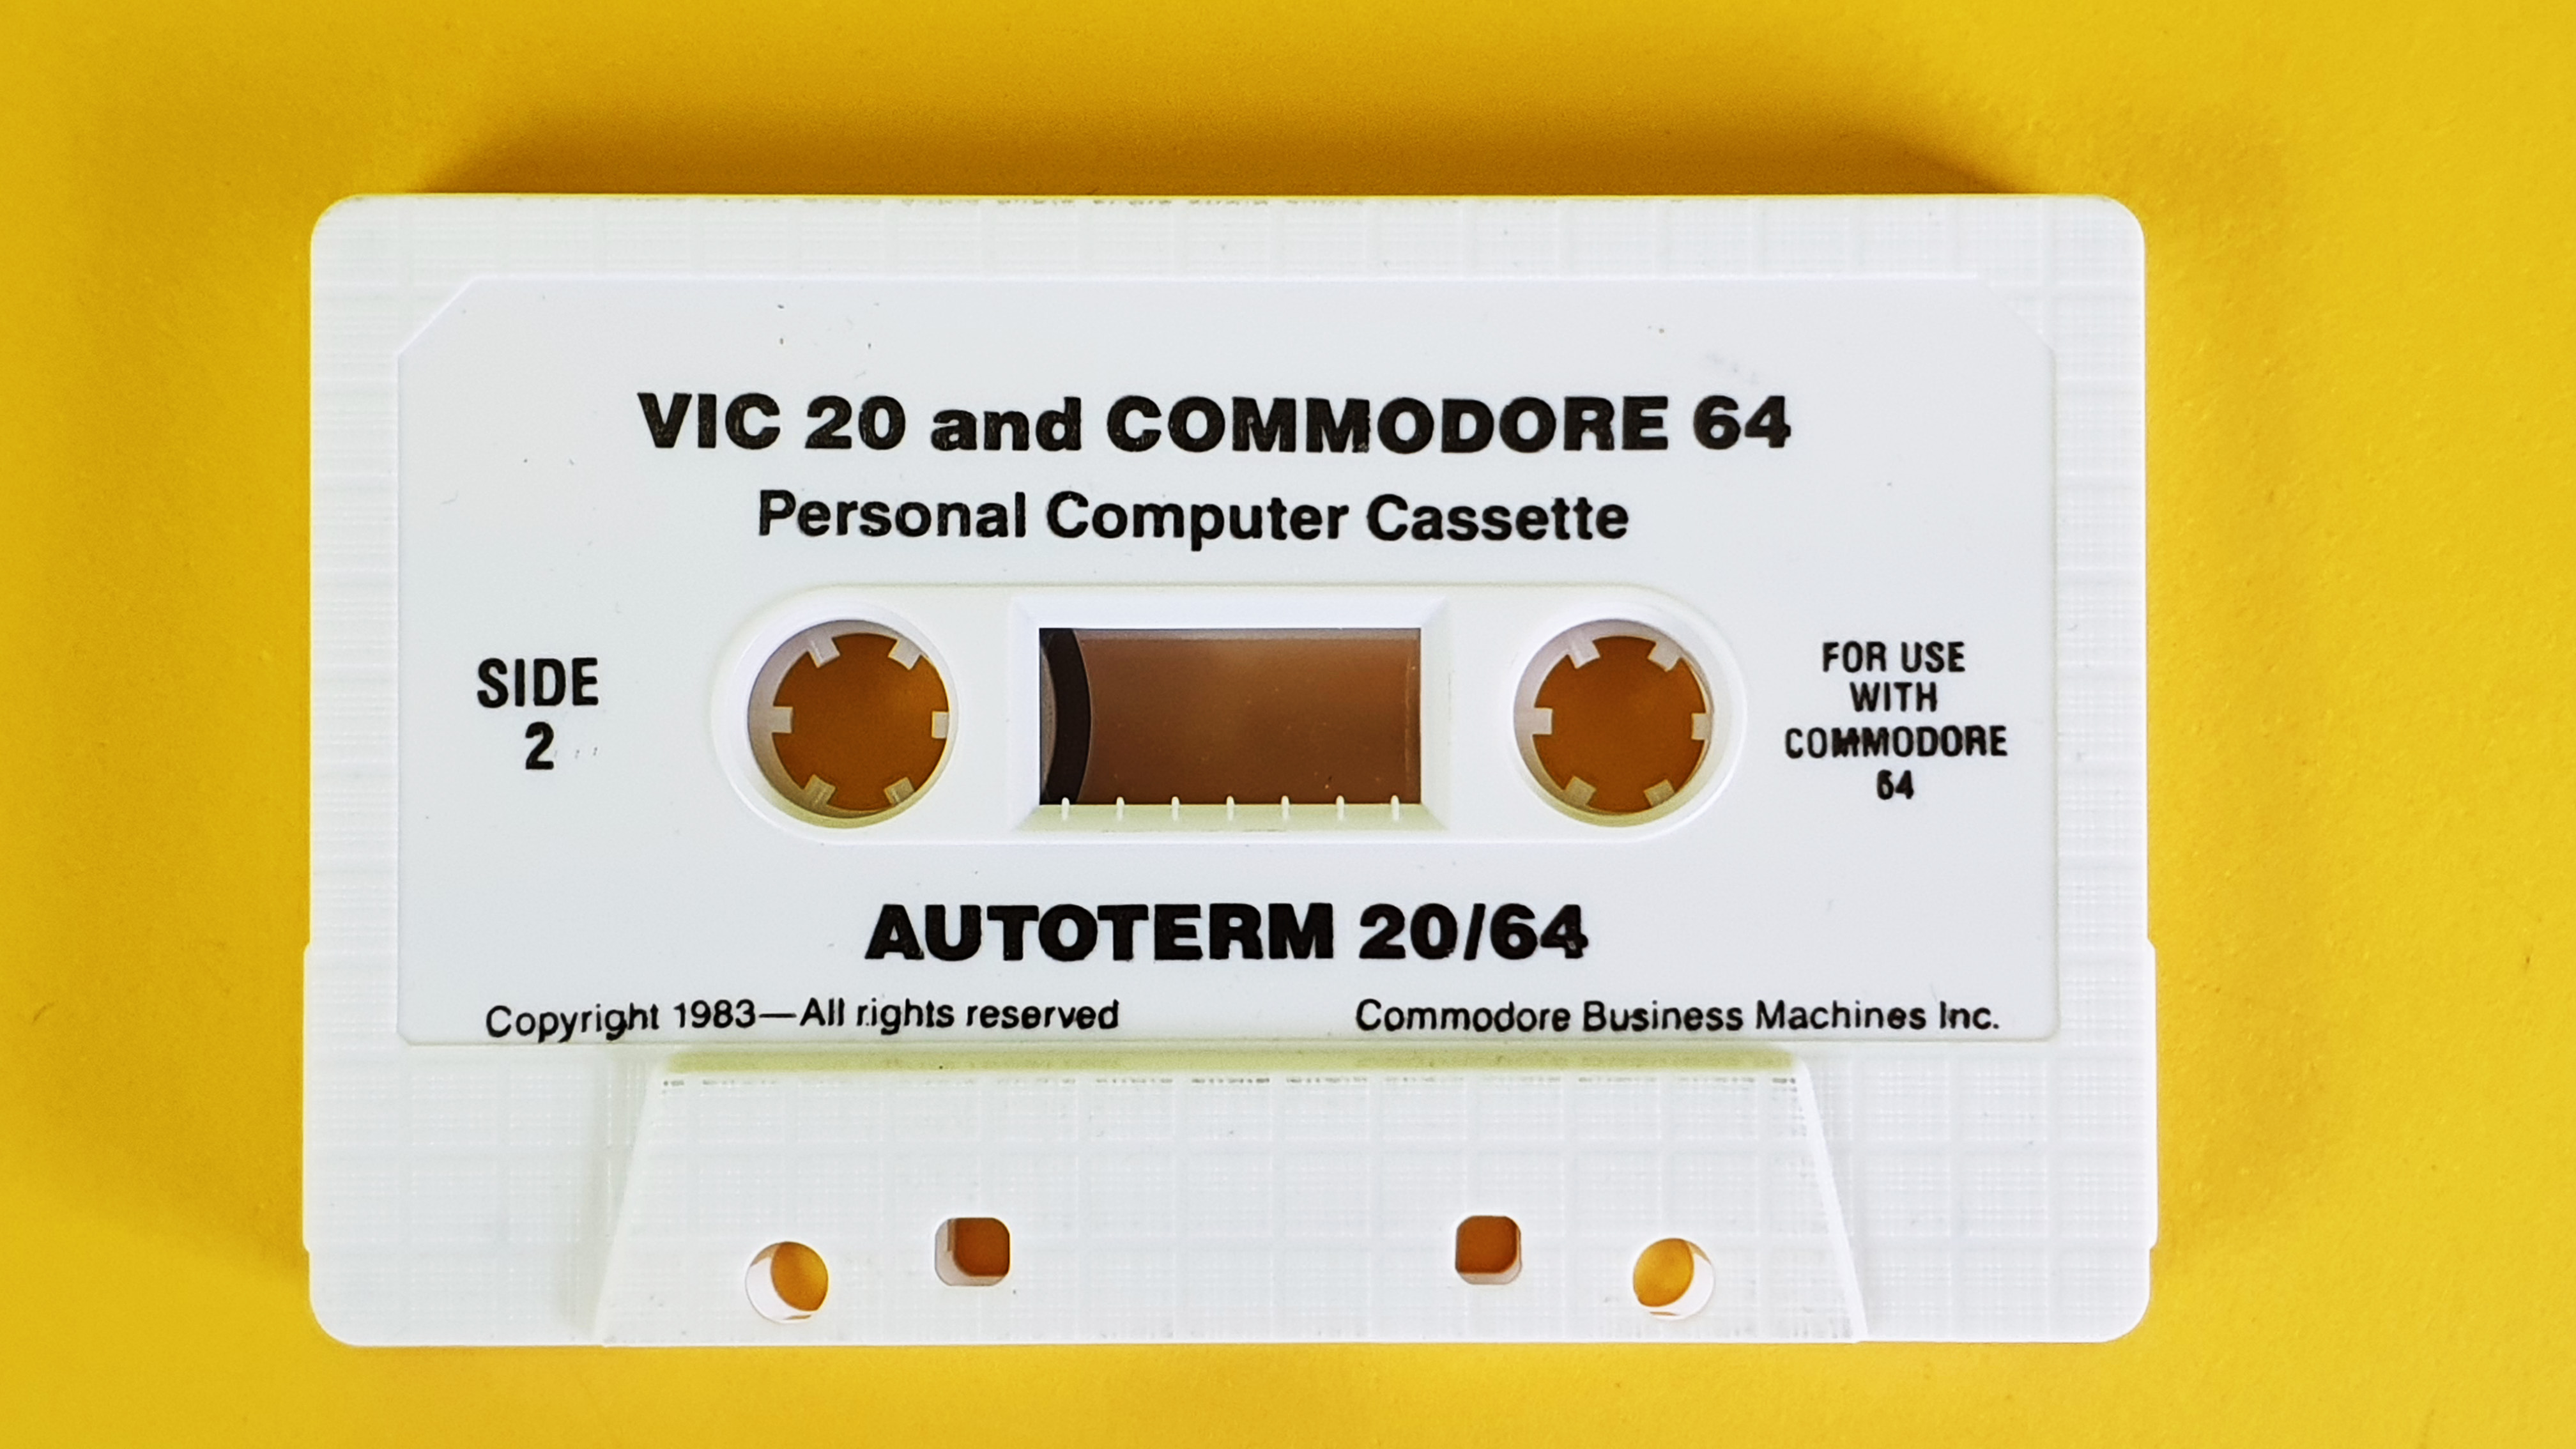 VIC 20 and COMMODORE 64
Personal Computer Cassette
SIDE
2
FOR USE
WITH
COMMODORE
64
AUTOTERM 20/64
Copyright 1983—All rights reserved
Commodore Business Machines Inc.